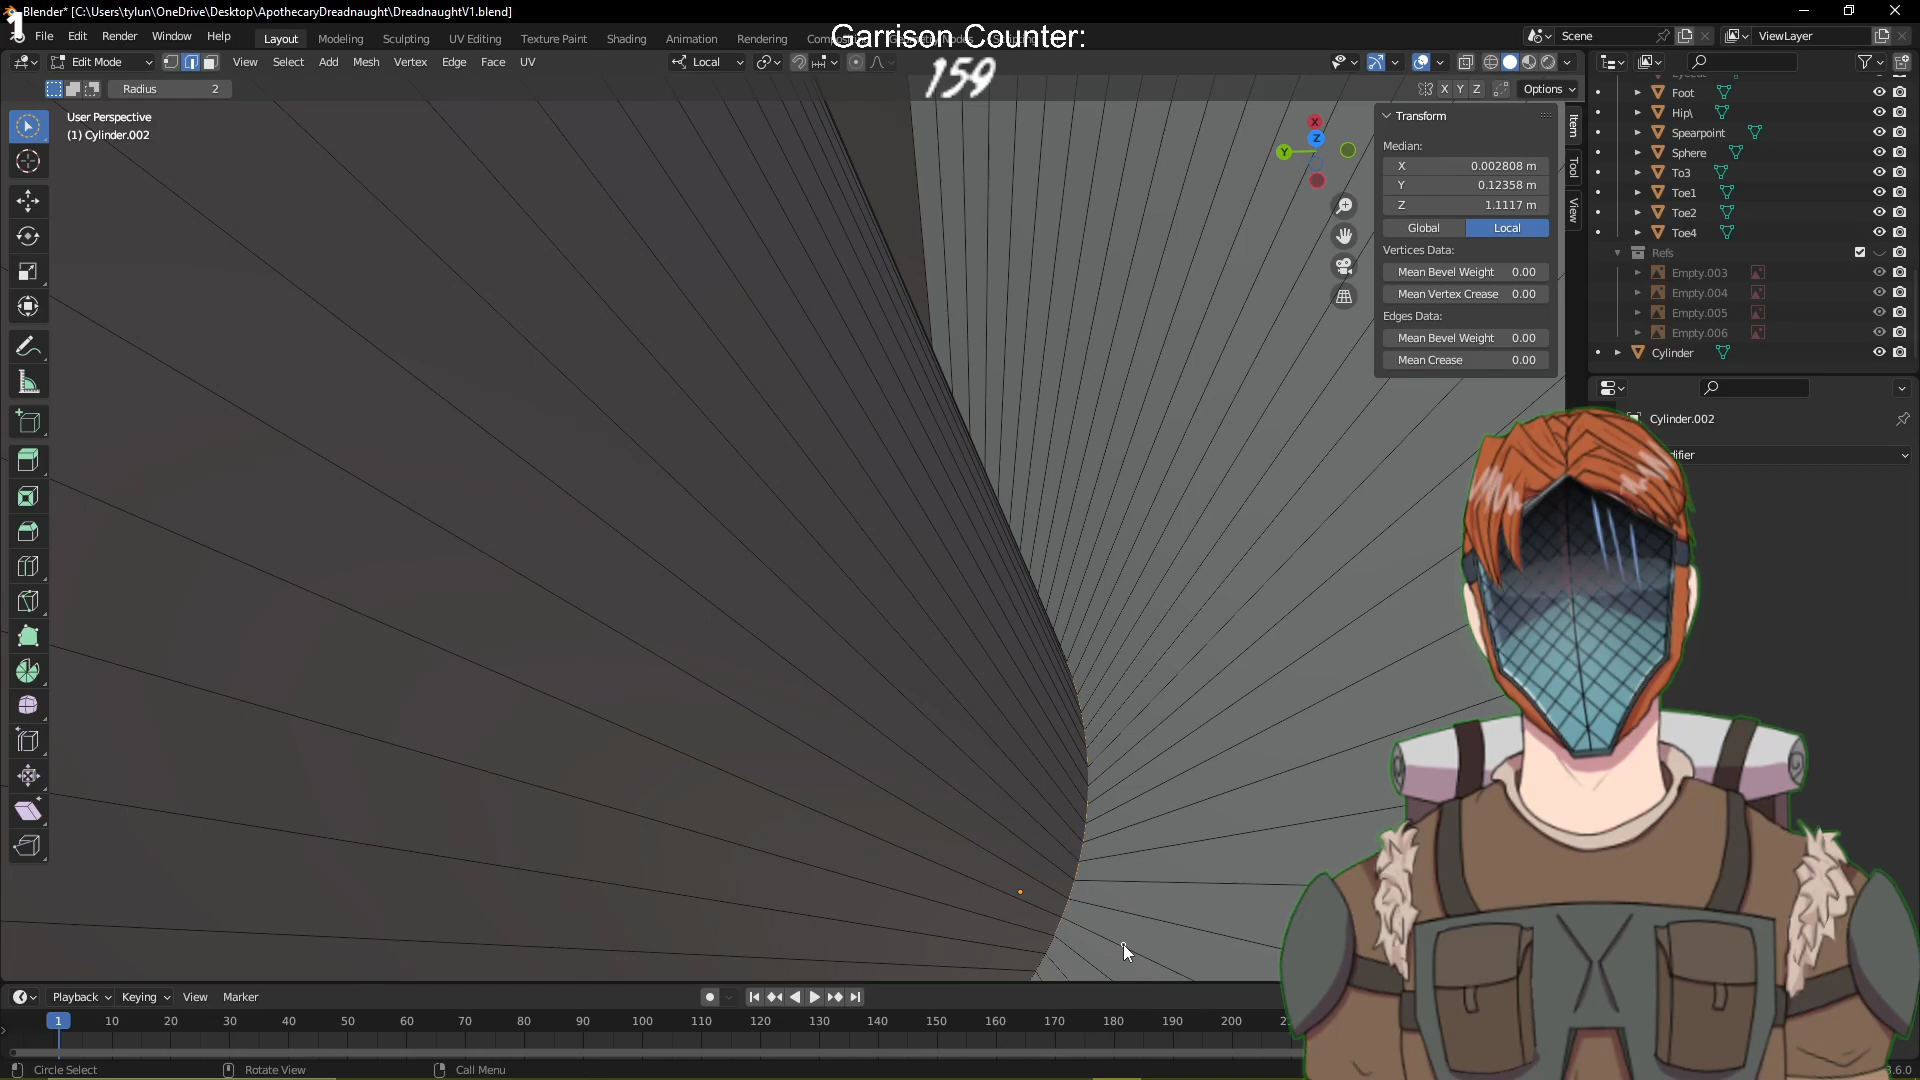 1
Blender* [C:\Users\tylun\OneDrive\Desktop\ApothecaryDreadnaught\DreadnaughtV1.blend]
File Edit Render Window Help
Layout Modeling Sculpting UV Editing Texture Paint Shading Animation Rendering
Scene
ViewLayer
Garrison Counter:
159
Edit Mode
View Select Add Mesh Vertex Edge Face UV
Local
Radius 2
X Y Z
Options
User Perspective
(1) Cylinder.002
X
Y
Z
Transform
Median:
X 0.002808 m
Y 0.12358 m
Z 1.1117 m
Global Local
Vertices Data:
Mean Bevel Weight 0.00
Mean Vertex Crease 0.00
Edges Data:
Mean Bevel Weight 0.00
Mean Crease 0.00
Item
Tool
View
Foot
Hip\
Spearpoint
Sphere
To3
Toe1
Toe2
Toe4
Refs
Empty.003
Empty.004
Empty.005
Empty.006
Cylinder
Cylinder.002
difier
Playback Keying View Marker
1 10 20 30 40 50 60 70 80 90 100 110 120 130 140 150 160 170 180 190 200
Circle Select
Rotate View
Call Menu
3.6.0